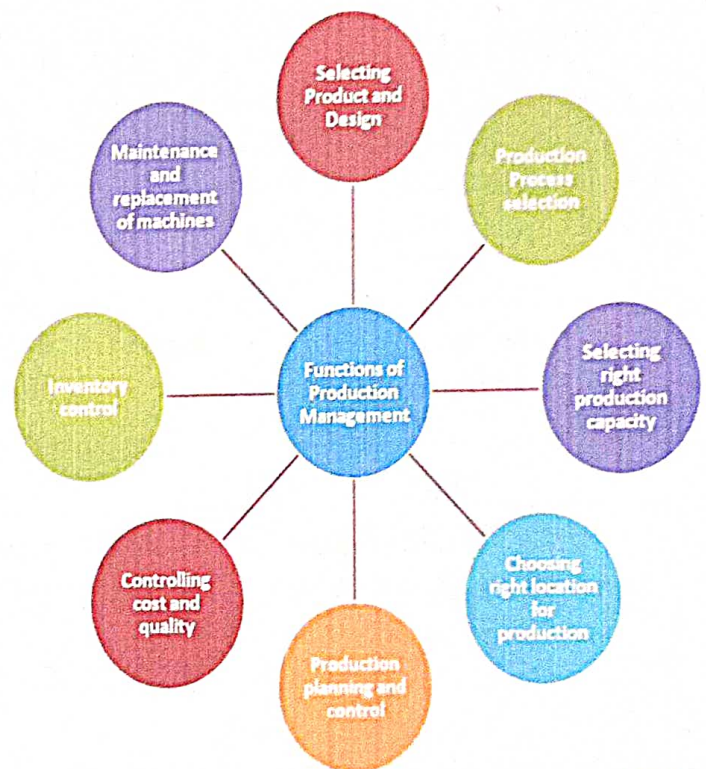 Selecting
Product and
Design
Production
Process
selection
Selecting
right
production
capacity
Choosing
right location
for
production
Production
planning and
control
Controlling
cost and
quality
Inventory
control
Maintenance
and
replacement
of machines
Functions of
Production
Management